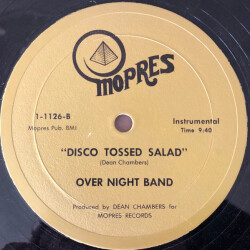 MOPRES
1-1126-B
Mopres Pub. BMI
Instrumental
Time 9:40
"DISCO TOSSED SALAD"
(Dean Chambers)
OVER NIGHT BAND
Produced by DEAN CHAMBERS for
MOPRES RECORDS